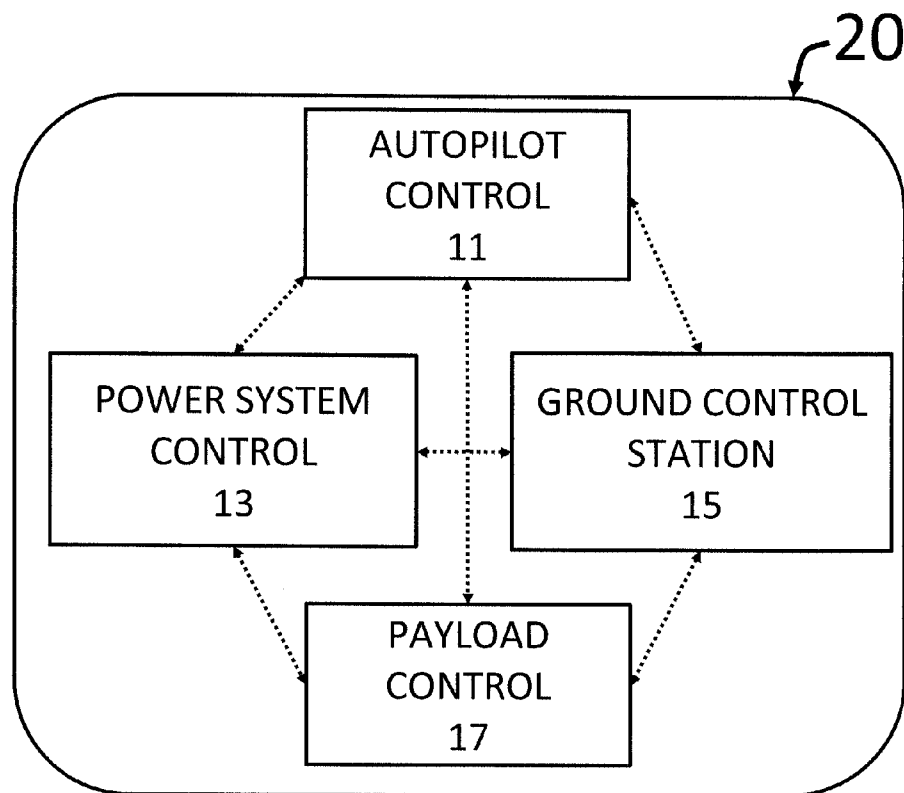 20
AUTOPILOT
CONTROL
11
POWER SYSTEM
CONTROL
13
GROUND CONTROL
STATION
15
PAYLOAD
CONTROL
17